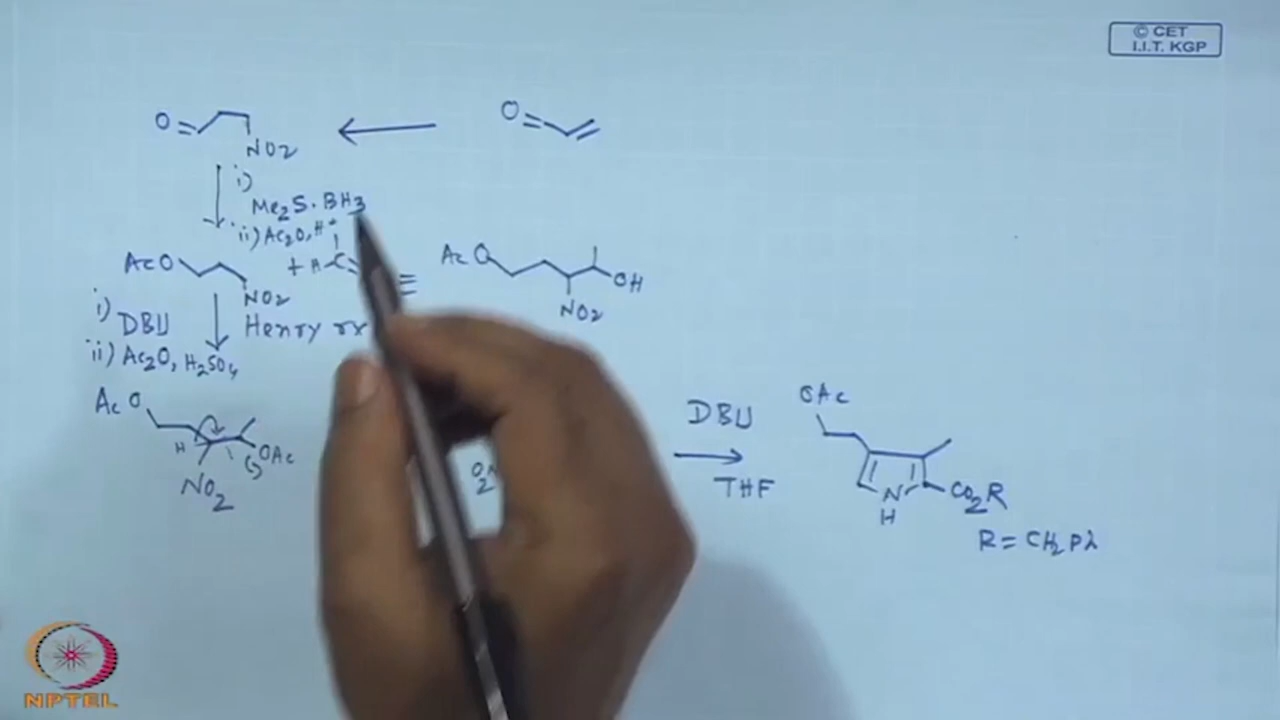 © CET
I.I.T. KGP
O
O
NO2
i)
Me2S·BH3
ii) Ac2O, H+
AcO
+ H C
AcO
OH
NO2
NO2
i)
DBU
Henry rx
ii) Ac2O, H2SO4
AcO
H
OAc
NO2
O2N
DBU
THF
OAc
N
H
CO2R
R = CH2Ph
NPTEL